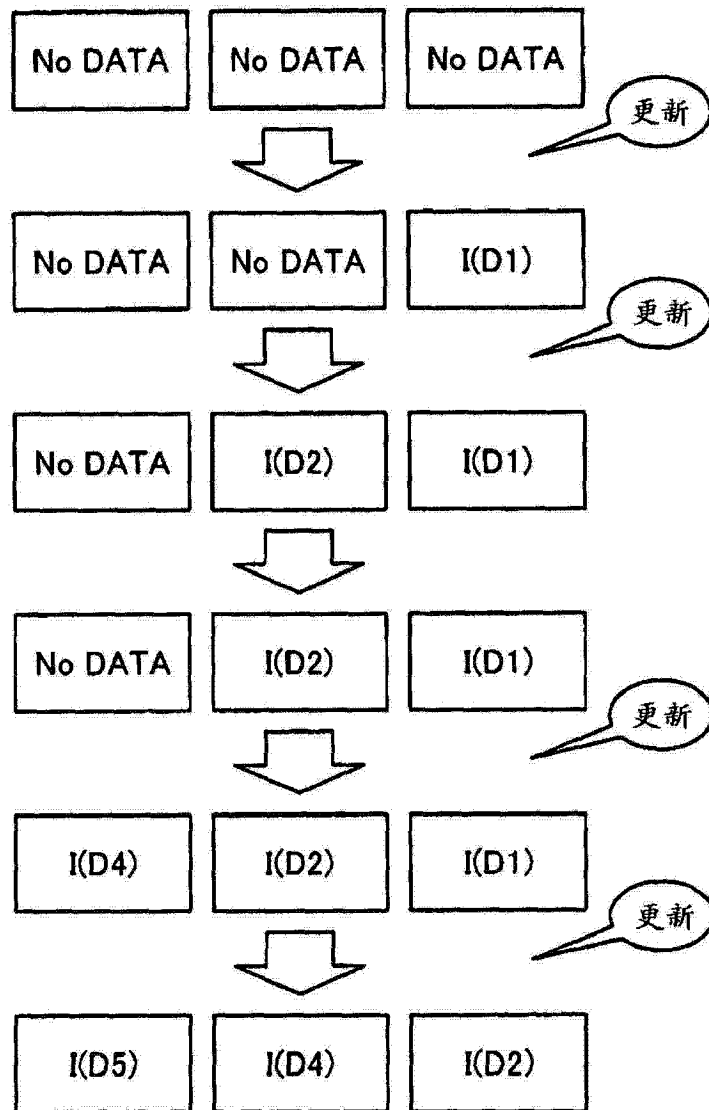 No DATA No DATA No DATA
更新
No DATA No DATA I(D1)
更新
No DATA I(D2) I(D1)
No DATA I(D2) I(D1)
更新
I(D4) I(D2) I(D1)
更新
I(D5) I(D4) I(D2)